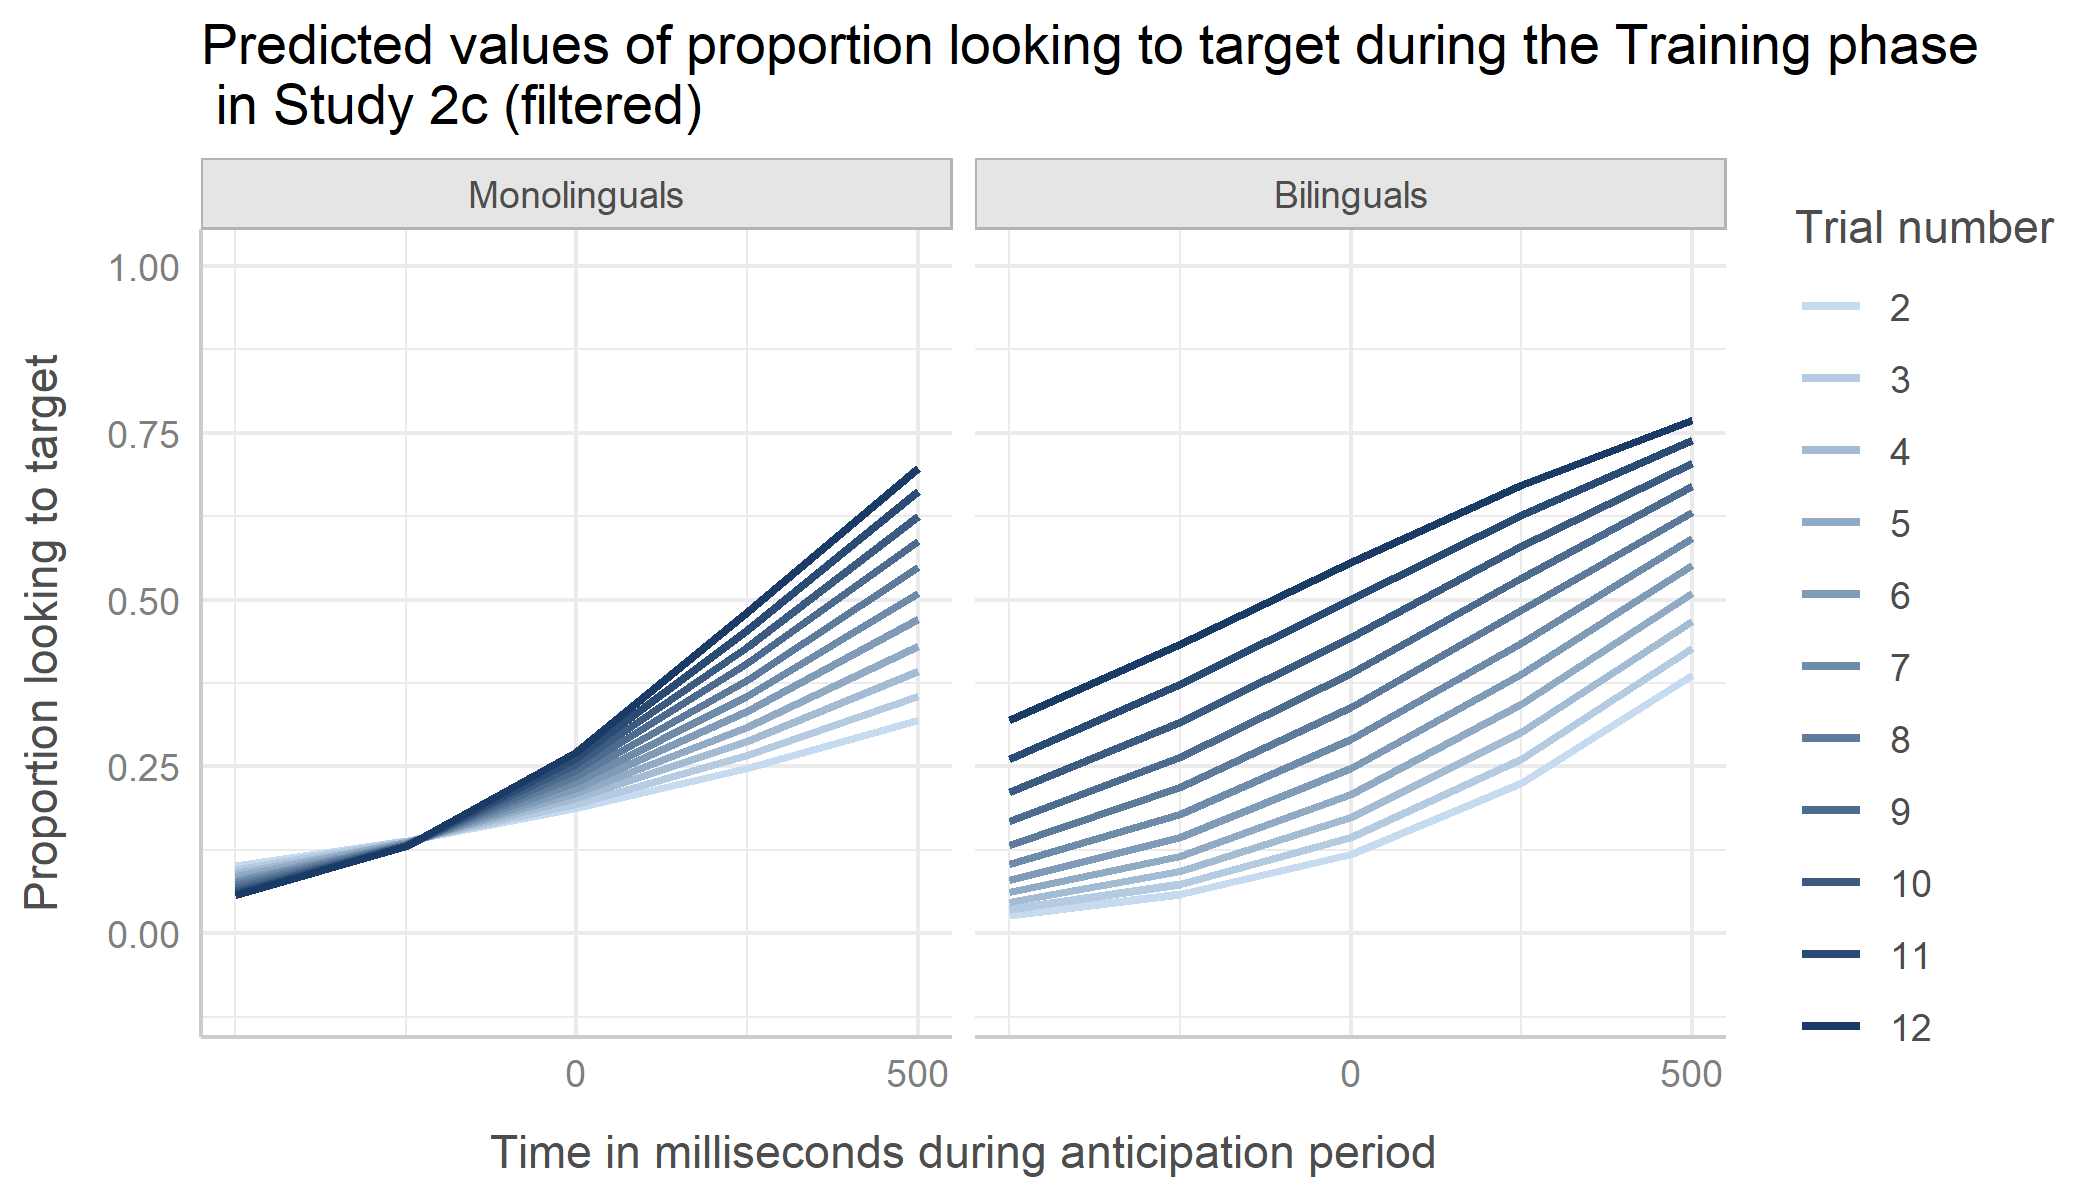 Predicted values of proportion looking to target during the Training phase
in Study 2c (filtered)
Monolinguals
Bilinguals
Trial number
2
3
4
5
6
7
8
9
10
11
12
Proportion looking to target
1.00
0.75
0.50
0.25
0.00
0
500
0
500
Time in milliseconds during anticipation period